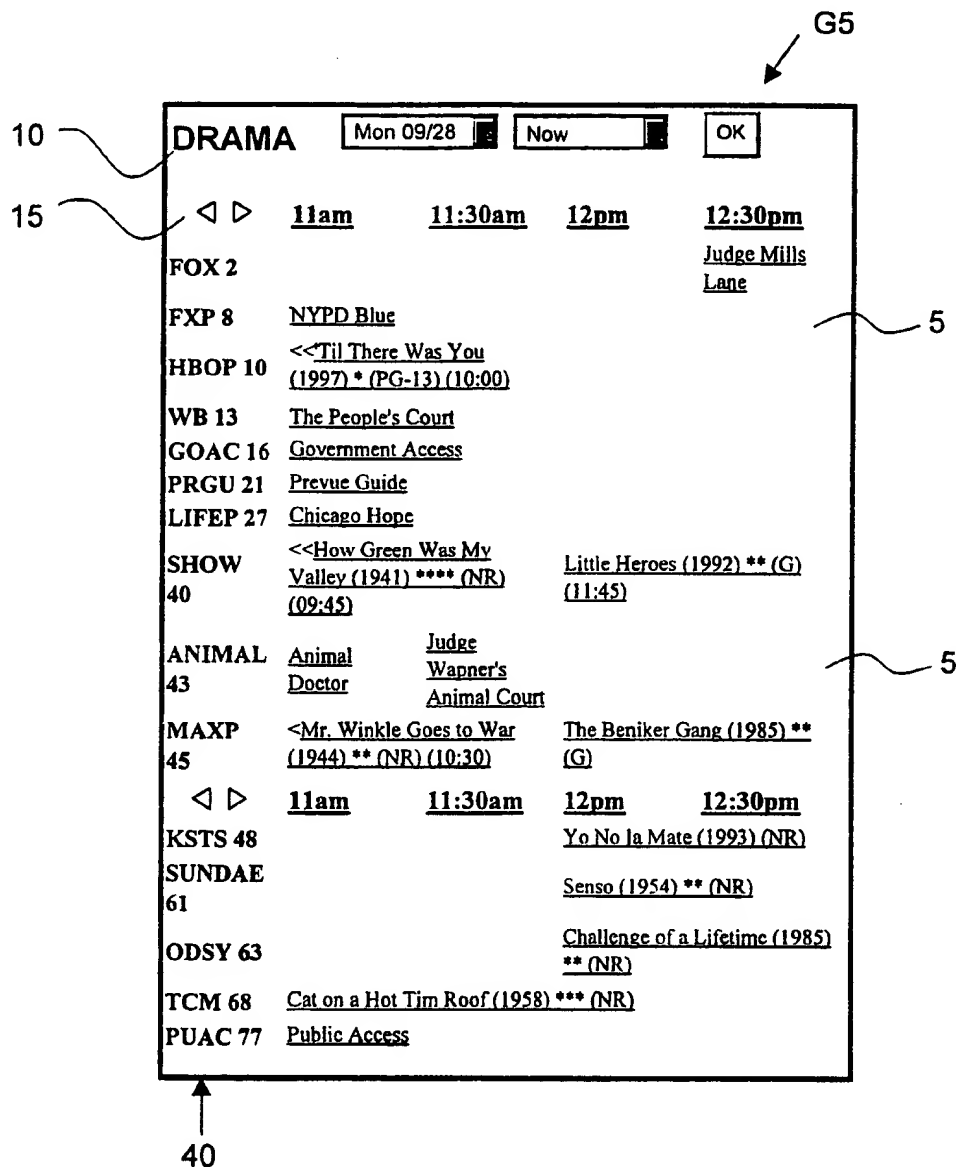 G5
10
DRAMA Mon 09/28 Now OK
15
11am 11:30am 12pm 12:30pm
FOX 2 Judge Mills
Lane
FXP 8 NYPD Blue
5
HBOP 10 <<'Til There Was You
(1997) * (PG-13) (10:00)
WB 13 The People's Court
GOAC 16 Government Access
PRGU 21 Prevue Guide
LIFEP 27 Chicago Hope
SHOW
40
<<How Green Was My
Valley (1941) **** (NR)
(09:45)
Little Heroes (1992) ** (G)
(11:45)
ANIMAL
43
Animal
Doctor
Judge
Wapner's
Animal Court
5
MAXP
45
<Mr. Winkle Goes to War
(1944) ** (NR) (10:30)
The Beniker Gang (1985) **
(G)
11am 11:30am 12pm 12:30pm
KSTS 48 Yo No la Mate (1993) (NR)
SUNDAE
61
Senso (1954) ** (NR)
ODSY 63 Challenge of a Lifetime (1985)
** (NR)
TCM 68 Cat on a Hot Tim Roof (1958) *** (NR)
PUAC 77 Public Access
40